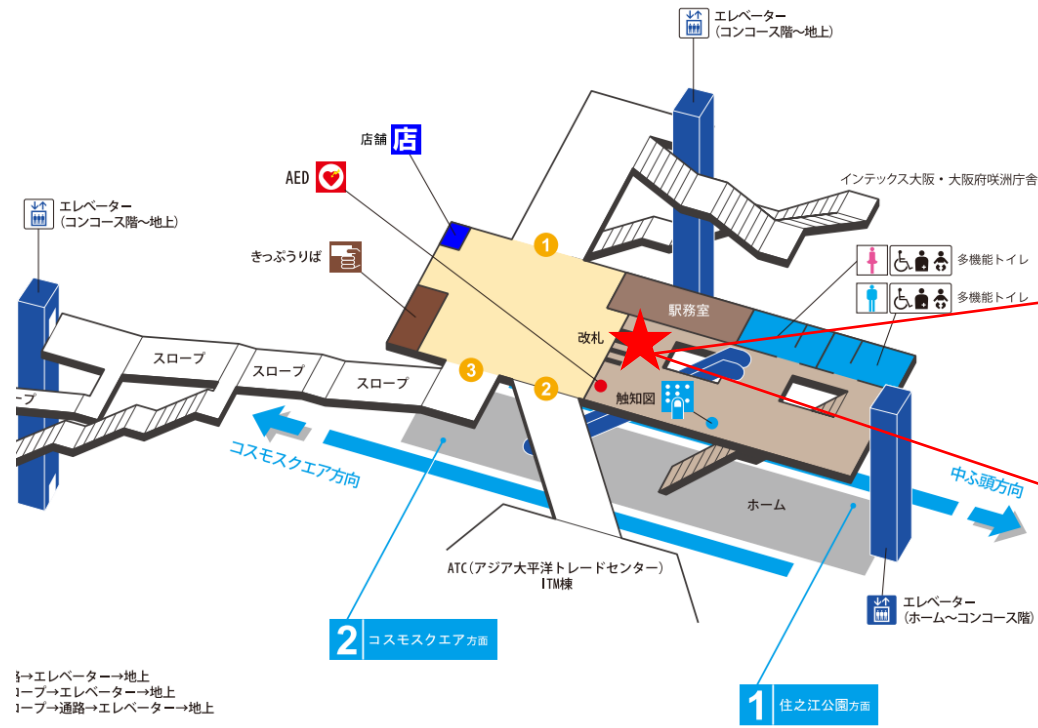 エレベーター
(コンコース階〜地上)
店舗 店
AED
エレベーター
(コンコース階〜地上)
インテックス大阪・大阪府咲洲庁舎
きっぷうりば
1
多機能トイレ
多機能トイレ
駅務室
改札
スロープ
スロープ
スロープ
3
2
触知図
ープ
コスモスクエア方向
中ふ頭方向
ホーム
ATC(アジア太平洋トレードセンター)
ITM棟
エレベーター
(ホーム〜コンコース階)
2 コスモスクエア方面
1 住之江公園方面
→エレベーター→地上
ロープ→エレベーター→地上
ロープ→通路→エレベーター→地上